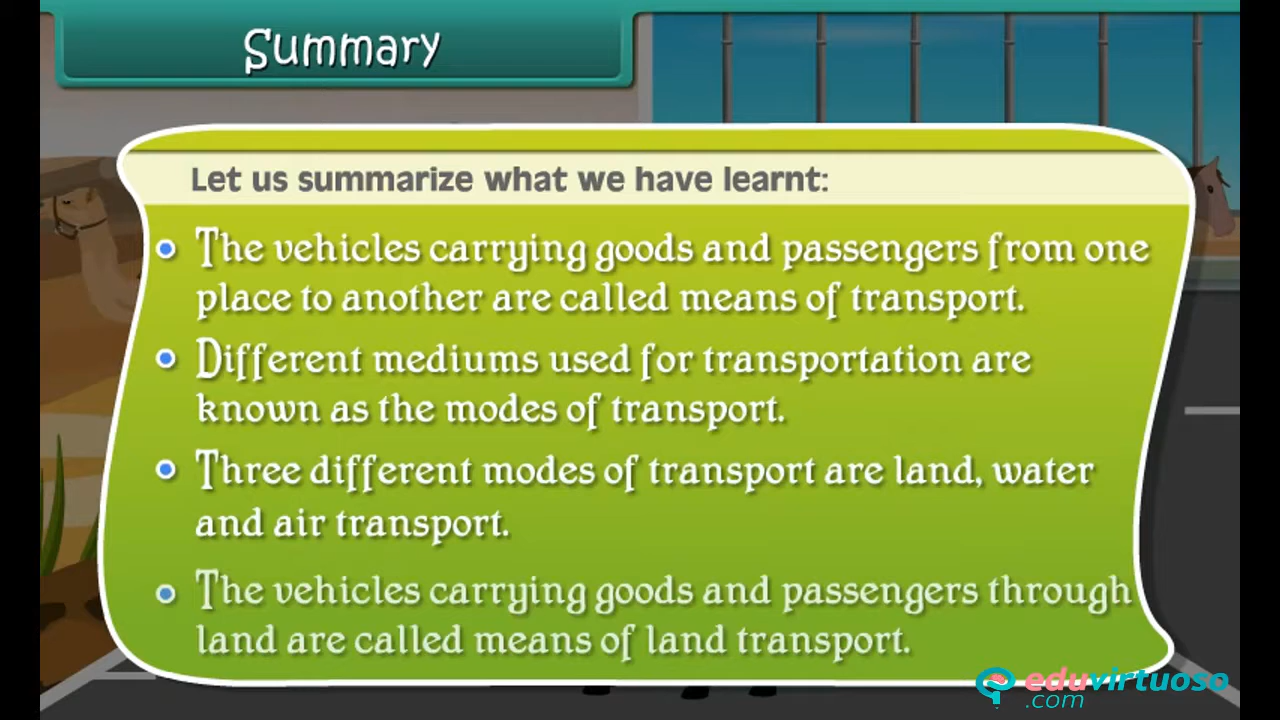 Summary
Let us summarize what we have learnt:
The vehicles carrying goods and passengers from one
place to another are called means of transport.
Different mediums used for transportation are
known as the modes of transport.
Three different modes of transport are land, water
and air transport.
The vehicles carrying goods and passengers through
land are called means of land transport.
eduvirtuoso
.com